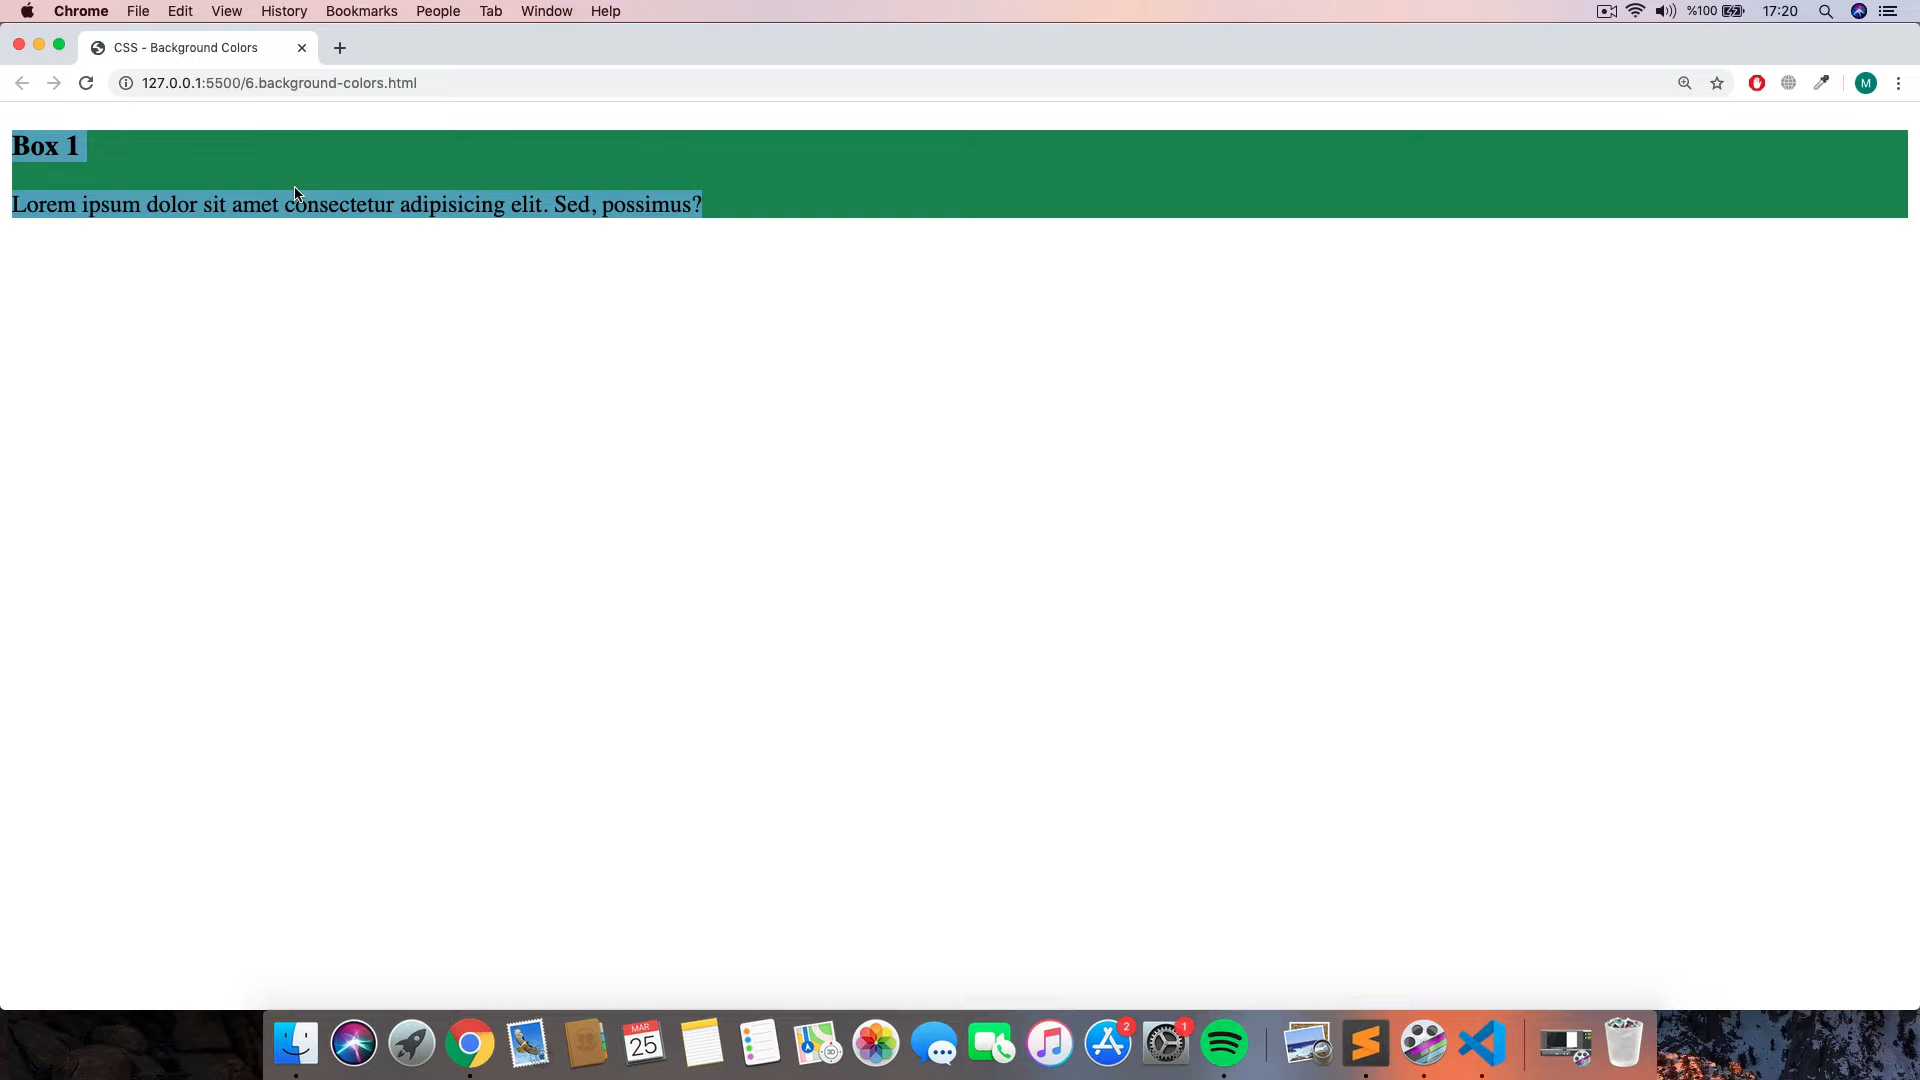 Chrome File Edit View History Bookmarks People Tab Window Help %100 17:20
CSS - Background Colors
127.0.0.1:5500/6.background-colors.html M
Box 1
Lorem ipsum dolor sit amet consectetur adipisicing elit. Sed, possimus?
MAR
25
2
1